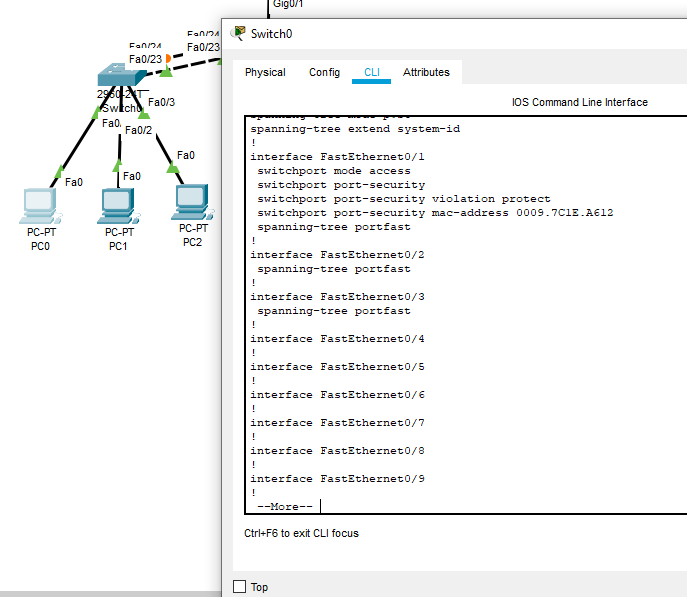 Gig0/1
Fa0/24
Fa0/24
Fa0/23
Fa0/23
2950-24T
Switch0
Fa0/3
Fa0/2
Fa0
Fa0
Fa0
PC-PT
PC0
PC-PT
PC1
PC-PT
PC2
Switch0
Physical
Config
CLI
Attributes
IOS Command Line Interface
spanning-tree extend system-id
!
interface FastEthernet0/1
switchport mode access
switchport port-security
switchport port-security violation protect
switchport port-security mac-address 0009.7C1E.A612
spanning-tree portfast
!
interface FastEthernet0/2
spanning-tree portfast
!
interface FastEthernet0/3
spanning-tree portfast
!
interface FastEthernet0/4
!
interface FastEthernet0/5
!
interface FastEthernet0/6
!
interface FastEthernet0/7
!
interface FastEthernet0/8
!
interface FastEthernet0/9
!
--More--
Ctrl+F6 to exit CLI focus
Top